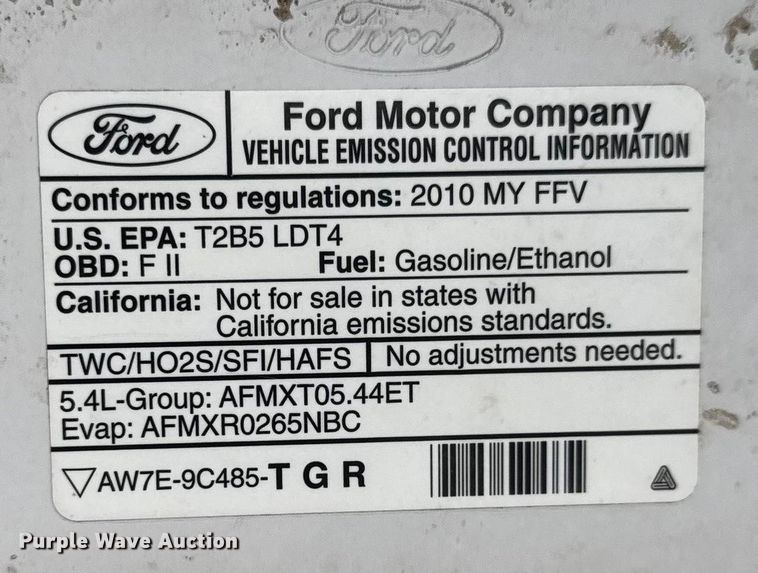 Ford
Ford
Ford Motor Company
VEHICLE EMISSION CONTROL INFORMATION
Conforms to regulations: 2010 MY FFV
U.S. EPA: T2B5 LDT4
OBD: F II Fuel: Gasoline/Ethanol
California: Not for sale in states with
California emissions standards.
TWC/HO2S/SFI/HAFS No adjustments needed.
5.4L-Group: AFMXT05.44ET
Evap: AFMXR0265NBC
AW7E-9C485-T G R
Purple Wave Auction